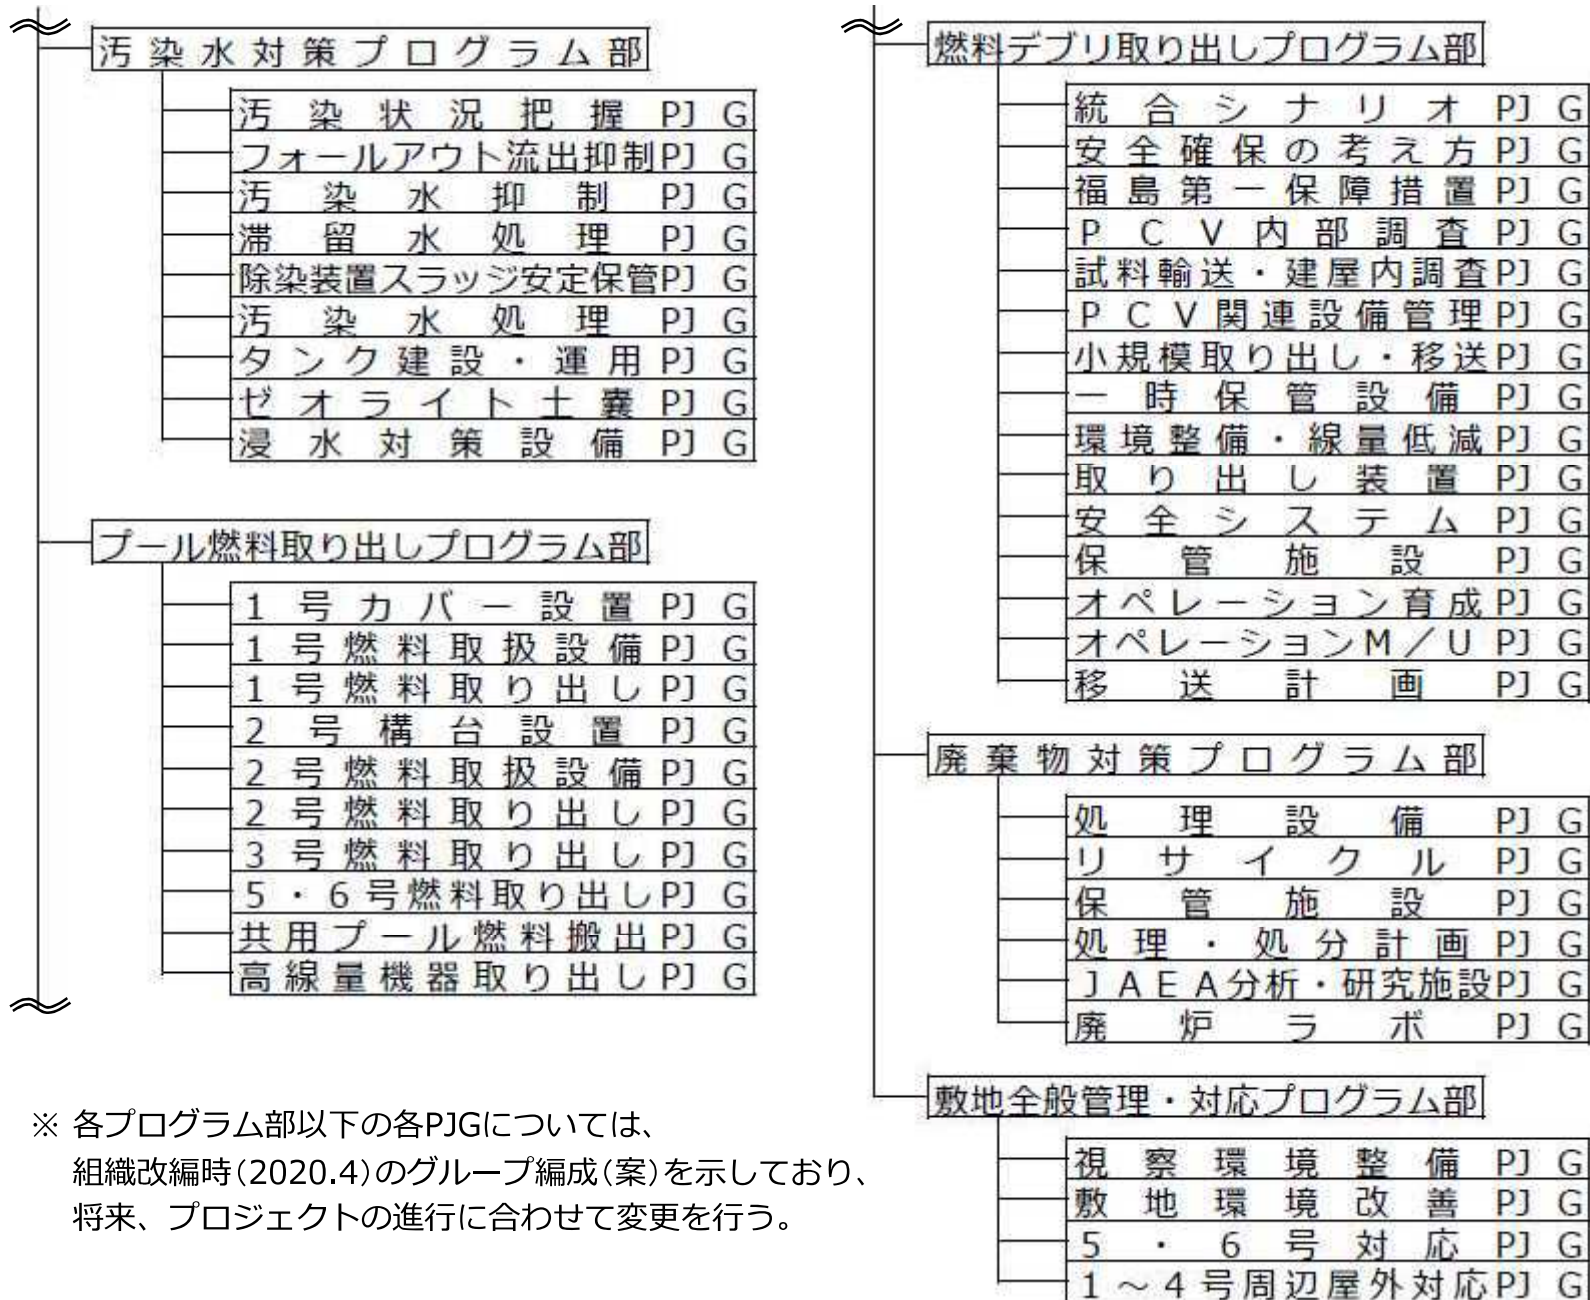 汚染水対策プログラム部
汚染状況把握PJG
フォールアウト流出抑制PJG
汚染水抑制PJG
滞留水処理PJG
除染装置スラッジ安定保管PJG
汚染水処理PJG
タンク建設・運用PJG
ゼオライト土嚢PJG
浸水対策設備PJG
プール燃料取り出しプログラム部
1号カバー設置PJG
1号燃料取扱設備PJG
1号燃料取り出しPJG
2号構台設置PJG
2号燃料取扱設備PJG
2号燃料取り出しPJG
3号燃料取り出しPJG
5・6号燃料取り出しPJG
共用プール燃料搬出PJG
高線量機器取り出しPJG
※ 各プログラム部以下の各PJGについては、
組織改編時(2020.4)のグループ編成(案)を示しており、
将来、プロジェクトの進行に合わせて変更を行う。
燃料デブリ取り出しプログラム部
統合シナリオPJG
安全確保の考え方PJG
福島第一保障措置PJG
PCV内部調査PJG
試料輸送・建屋内調査PJG
PCV関連設備管理PJG
小規模取り出し・移送PJG
一時保管設備PJG
環境整備・線量低減PJG
取り出し装置PJG
安全システムPJG
保管施設PJG
オペレーション育成PJG
オペレーションM/UPJG
移送計画PJG
廃棄物対策プログラム部
処理設備PJG
リサイクルPJG
保管施設PJG
処理・処分計画PJG
JAEA分析・研究施設PJG
廃炉ラボPJG
敷地全般管理・対応プログラム部
視察環境整備PJG
敷地環境改善PJG
5・6号対応PJG
1～4号周辺屋外対応PJG